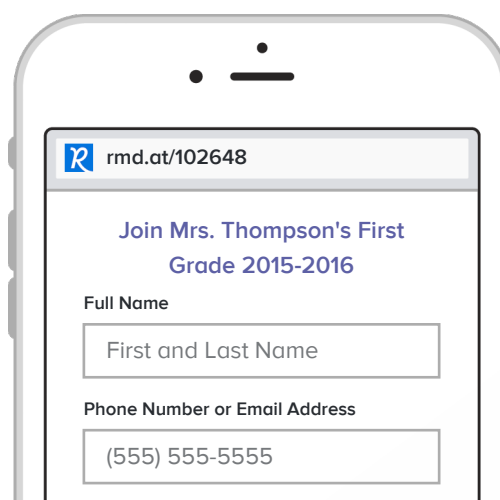 rmd.at/102648
Join Mrs. Thompson's First
Grade 2015-2016
Full Name
First and Last Name
Phone Number or Email Address
(555) 555-5555